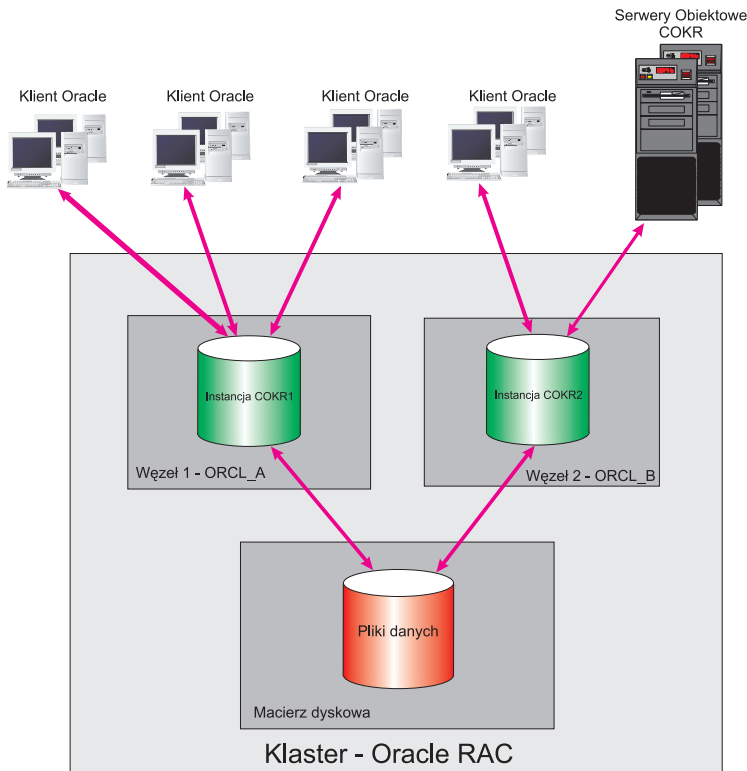 Serwery Obiektowe
COKR
Klient Oracle
Klient Oracle
Klient Oracle
Klient Oracle
Instancja COKR1
Instancja COKR2
Węzeł 1 - ORCL_A
Węzeł 2 - ORCL_B
Pliki danych
Macierz dyskowa
Klaster - Oracle RAC